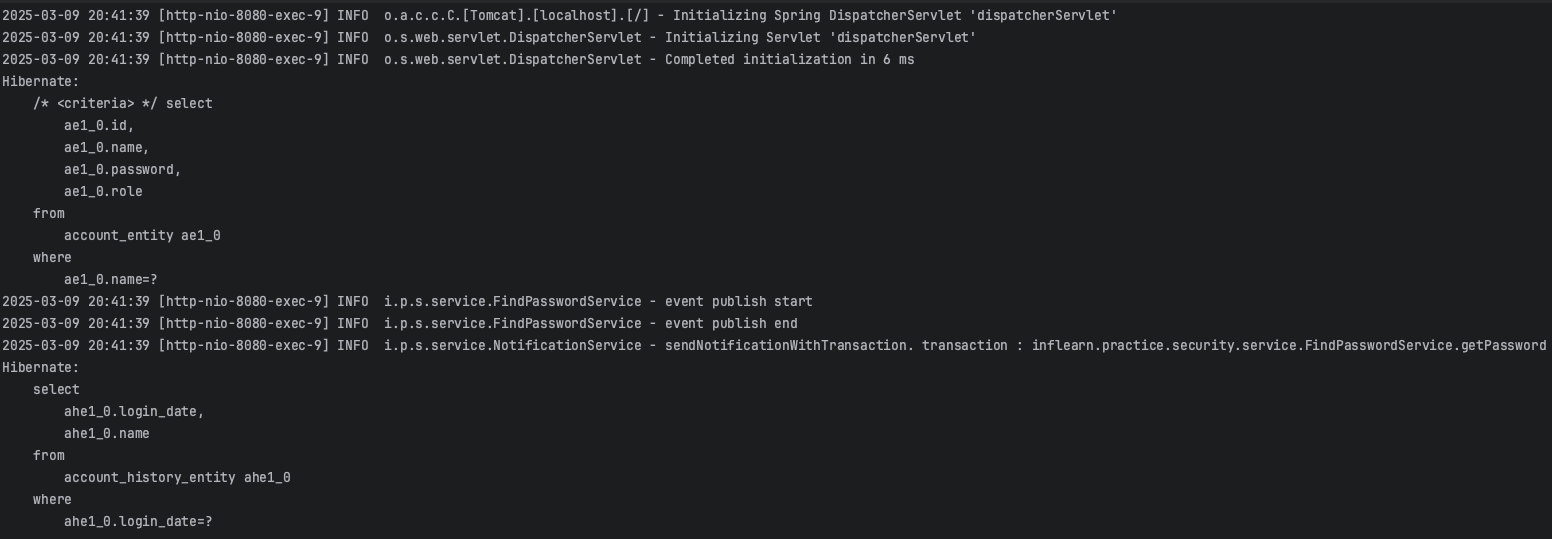 2025-03-09 20:41:39 [http-nio-8080-exec-9] INFO  o.a.c.c.C.[Tomcat].[localhost].[/] - Initializing Spring DispatcherServlet 'dispatcherServlet'
2025-03-09 20:41:39 [http-nio-8080-exec-9] INFO  o.s.web.servlet.DispatcherServlet - Initializing Servlet 'dispatcherServlet'
2025-03-09 20:41:39 [http-nio-8080-exec-9] INFO  o.s.web.servlet.DispatcherServlet - Completed initialization in 6 ms
Hibernate:
    /* <criteria> */ select
        ae1_0.id,
        ae1_0.name,
        ae1_0.password,
        ae1_0.role
    from
        account_entity ae1_0
    where
        ae1_0.name=?
2025-03-09 20:41:39 [http-nio-8080-exec-9] INFO  i.p.s.service.FindPasswordService - event publish start
2025-03-09 20:41:39 [http-nio-8080-exec-9] INFO  i.p.s.service.FindPasswordService - event publish end
2025-03-09 20:41:39 [http-nio-8080-exec-9] INFO  i.p.s.service.NotificationService - sendNotificationWithTransaction. transaction : inflearn.practice.security.service.FindPasswordService.getPassword
Hibernate:
    select
        ahe1_0.login_date,
        ahe1_0.name
    from
        account_history_entity ahe1_0
    where
        ahe1_0.login_date=?